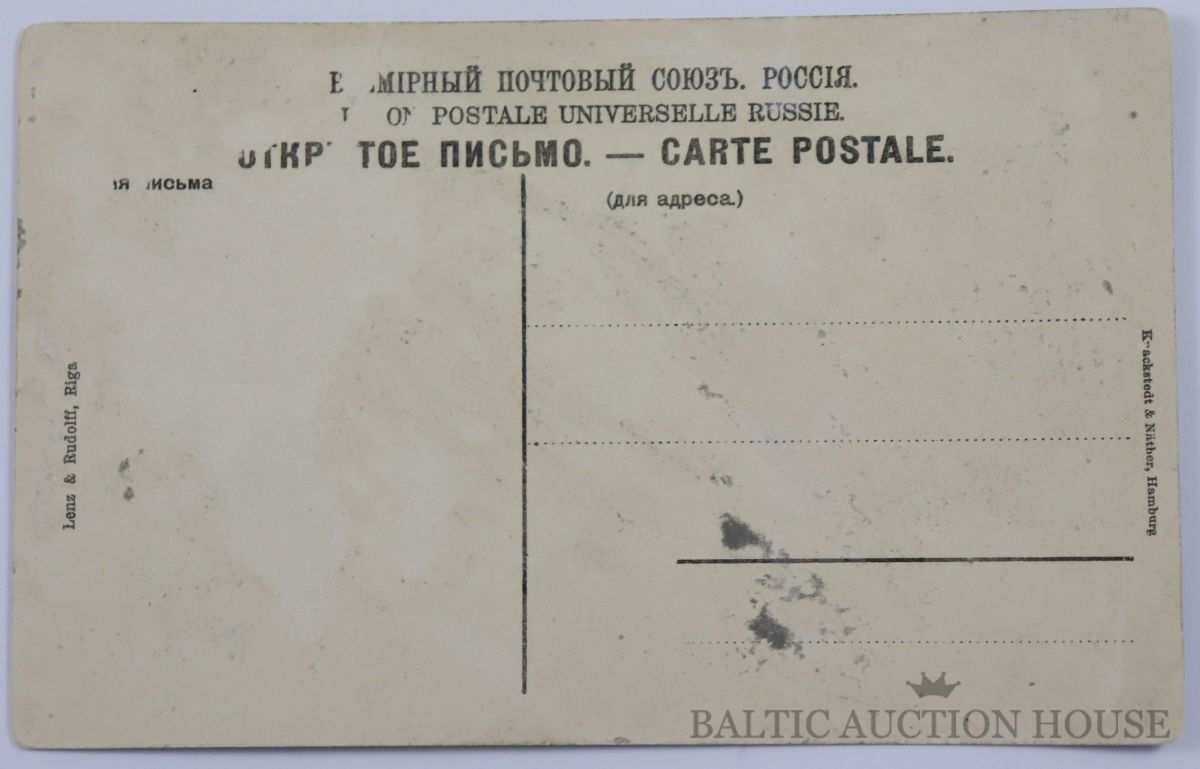 МІРНЫЙ ПОЧТОВЫЙ СОЮЗЪ. РОССІЯ.
POSTALE UNIVERSELLE RUSSIE.
ТОЕ ПИСЬМО. — CARTE POSTALE.
(для адреса.)
Lenz & Rudolff, Riga
& Näther, Hamburg
BALTIC AUCTION HOUSE